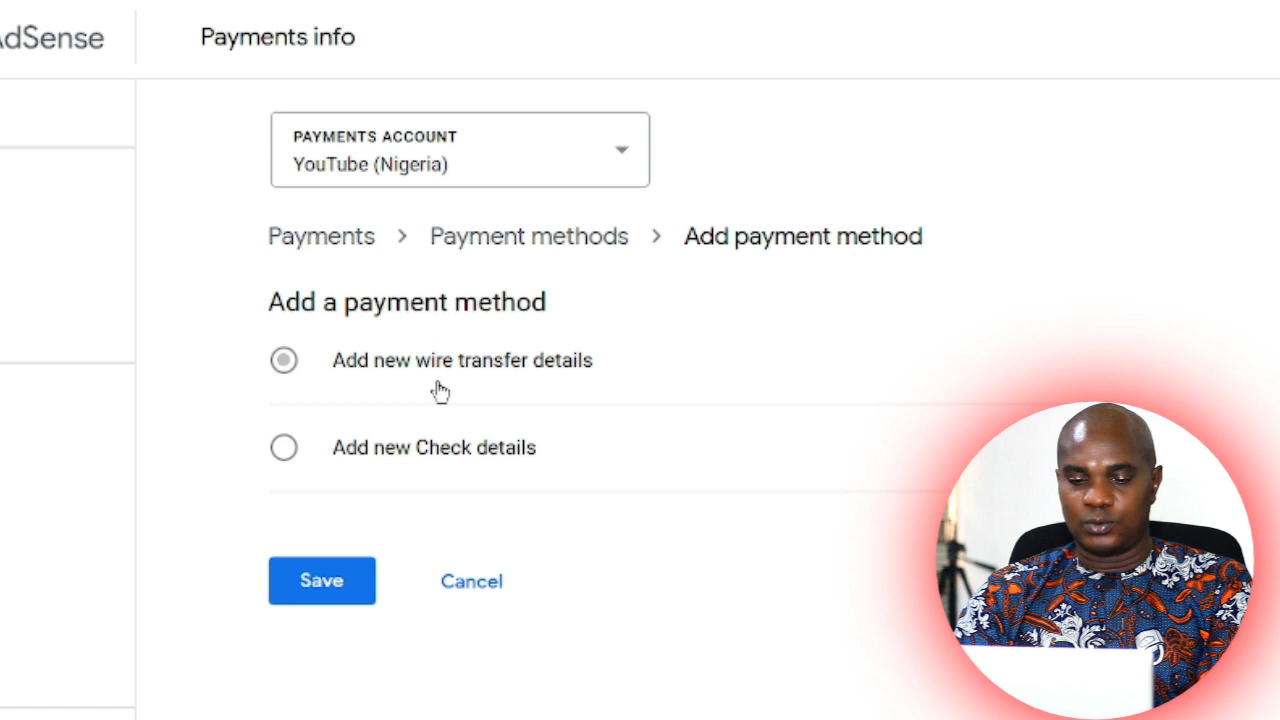 AdSense
Payments info
PAYMENTS ACCOUNT
YouTube (Nigeria)
Payments > Payment methods > Add payment method
Add a payment method
Add new wire transfer details
Add new Check details
Save
Cancel